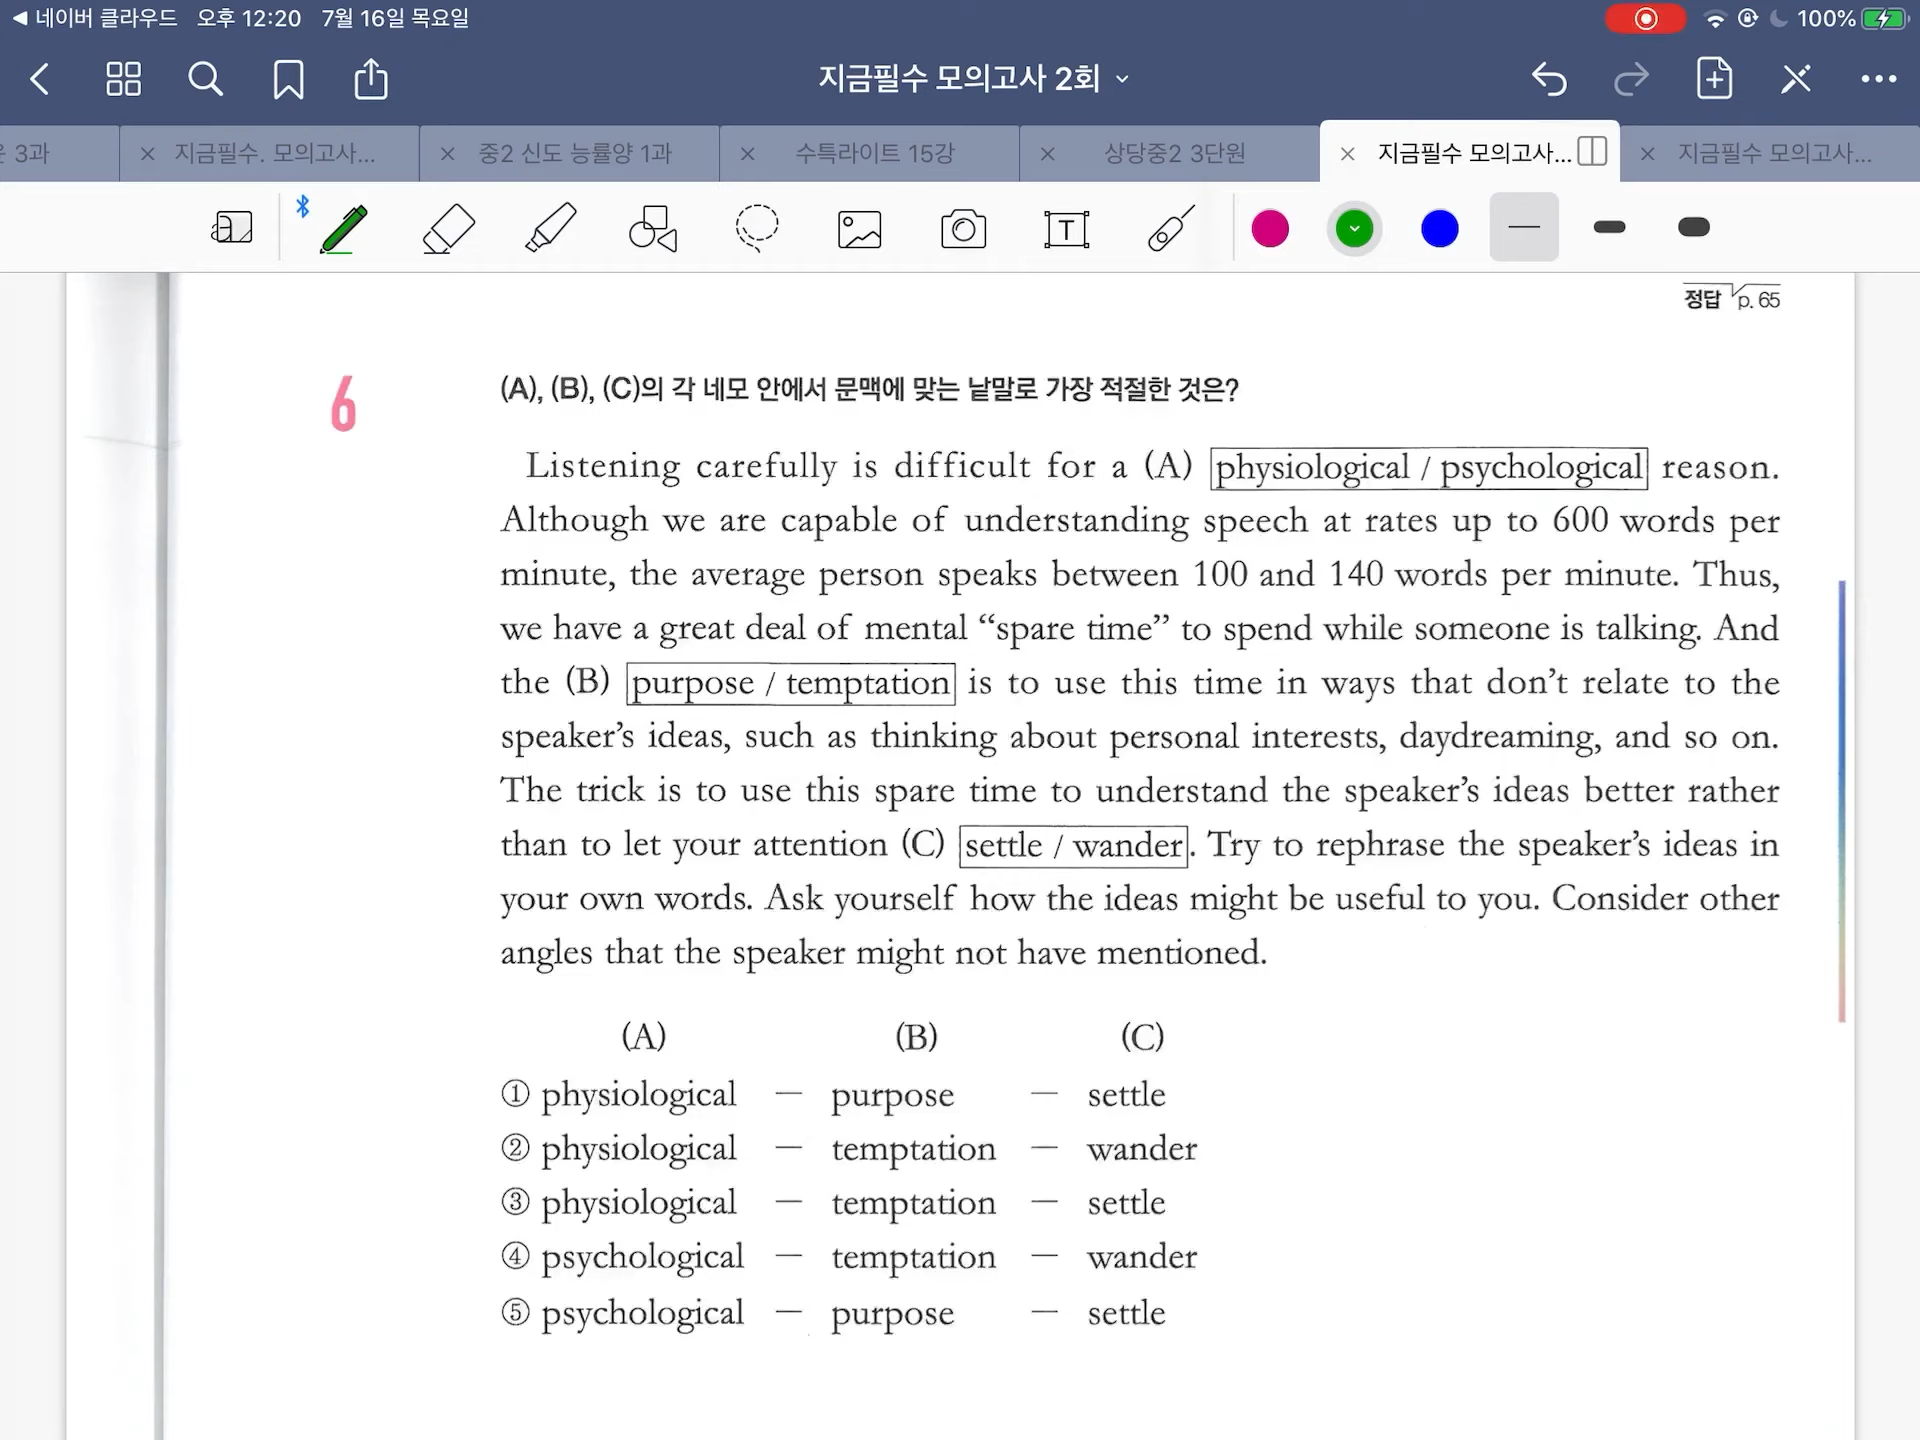 네이버 클라우드 오후 12:20 7월 16일 목요일 100%
지금필수 모의고사 2회
3과 지금필수. 모의고사... 중2 신도 능률양 1과 수특라이트 15강 상당중2 3단원 지금필수 모의고사... 지금필수 모의고사...
정답 p. 65
6 (A), (B), (C)의 각 네모 안에서 문맥에 맞는 낱말로 가장 적절한 것은?
Listening carefully is difficult for a (A) physiological / psychological reason.
Although we are capable of understanding speech at rates up to 600 words per
minute, the average person speaks between 100 and 140 words per minute. Thus,
we have a great deal of mental “spare time” to spend while someone is talking. And
the (B) purpose / temptation is to use this time in ways that don’t relate to the
speaker’s ideas, such as thinking about personal interests, daydreaming, and so on.
The trick is to use this spare time to understand the speaker’s ideas better rather
than to let your attention (C) settle / wander. Try to rephrase the speaker’s ideas in
your own words. Ask yourself how the ideas might be useful to you. Consider other
angles that the speaker might not have mentioned.
(A) (B) (C)
① physiological — purpose — settle
② physiological — temptation — wander
③ physiological — temptation — settle
④ psychological — temptation — wander
⑤ psychological — purpose — settle